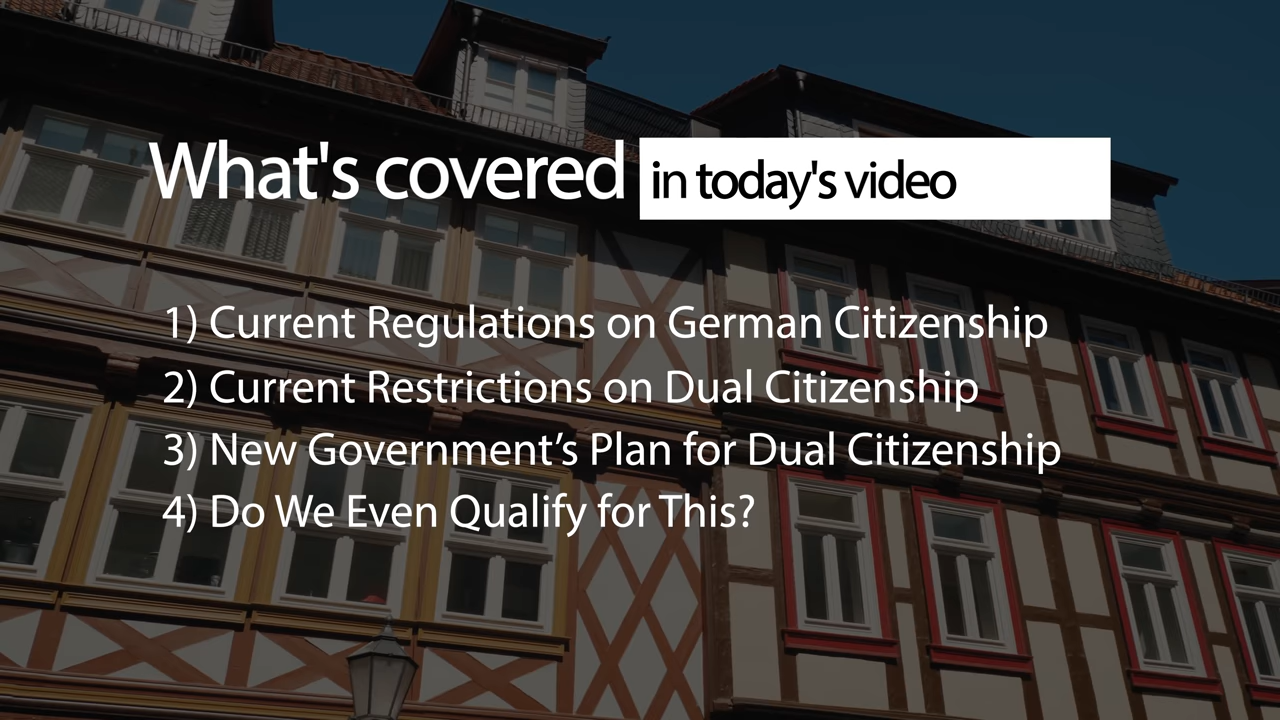 What's covered in today's video
1) Current Regulations on German Citizenship
2) Current Restrictions on Dual Citizenship
3) New Government’s Plan for Dual Citizenship
4) Do We Even Qualify for This?